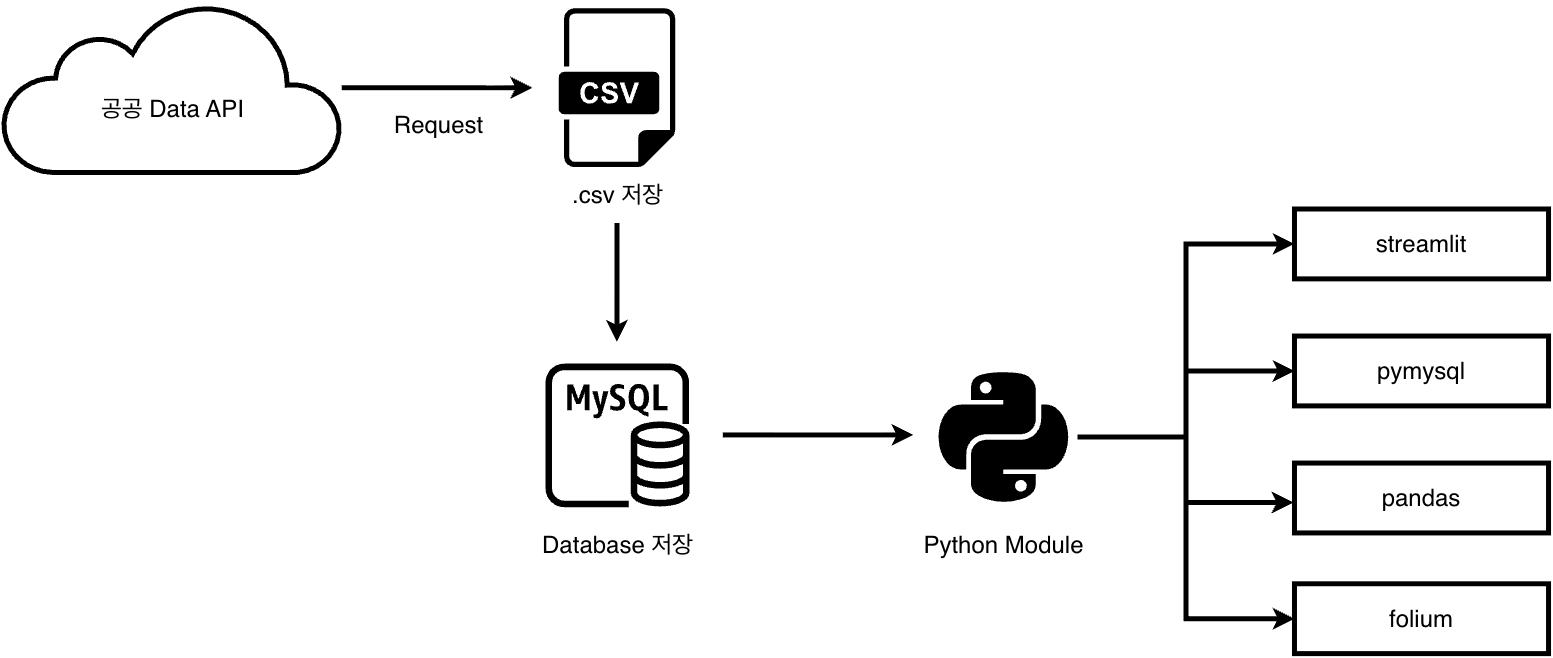 공공 Data API
Request
CSV
.csv 저장
MySQL
Database 저장
Python Module
streamlit
pymysql
pandas
folium